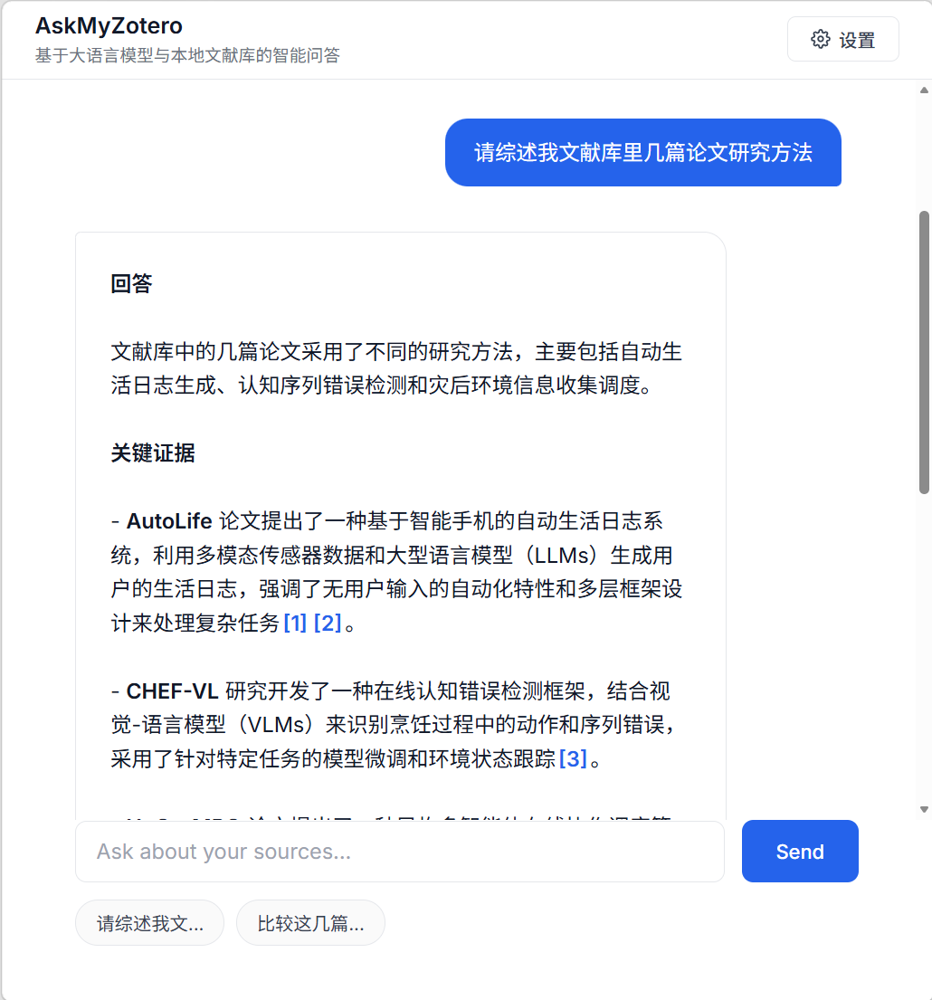 AskMyZotero
基于大语言模型与本地文献库的智能问答
设置
请综述我文献库里几篇论文研究方法
回答
文献库中的几篇论文采用了不同的研究方法，主要包括自动生
活日志生成、认知序列错误检测和灾后环境信息收集调度。
关键证据
- AutoLife 论文提出了一种基于智能手机的自动生活日志系
统，利用多模态传感器数据和大型语言模型（LLMs）生成用
户的生活日志，强调了无用户输入的自动化特性和多层框架设
计来处理复杂任务[1] [2]。
- CHEF-VL 研究开发了一种在线认知错误检测框架，结合视
觉-语言模型（VLMs）来识别烹饪过程中的动作和序列错误，
采用了针对特定任务的模型微调和环境状态跟踪[3]。
Ask about your sources...
Send
请综述我文...
比较这几篇...